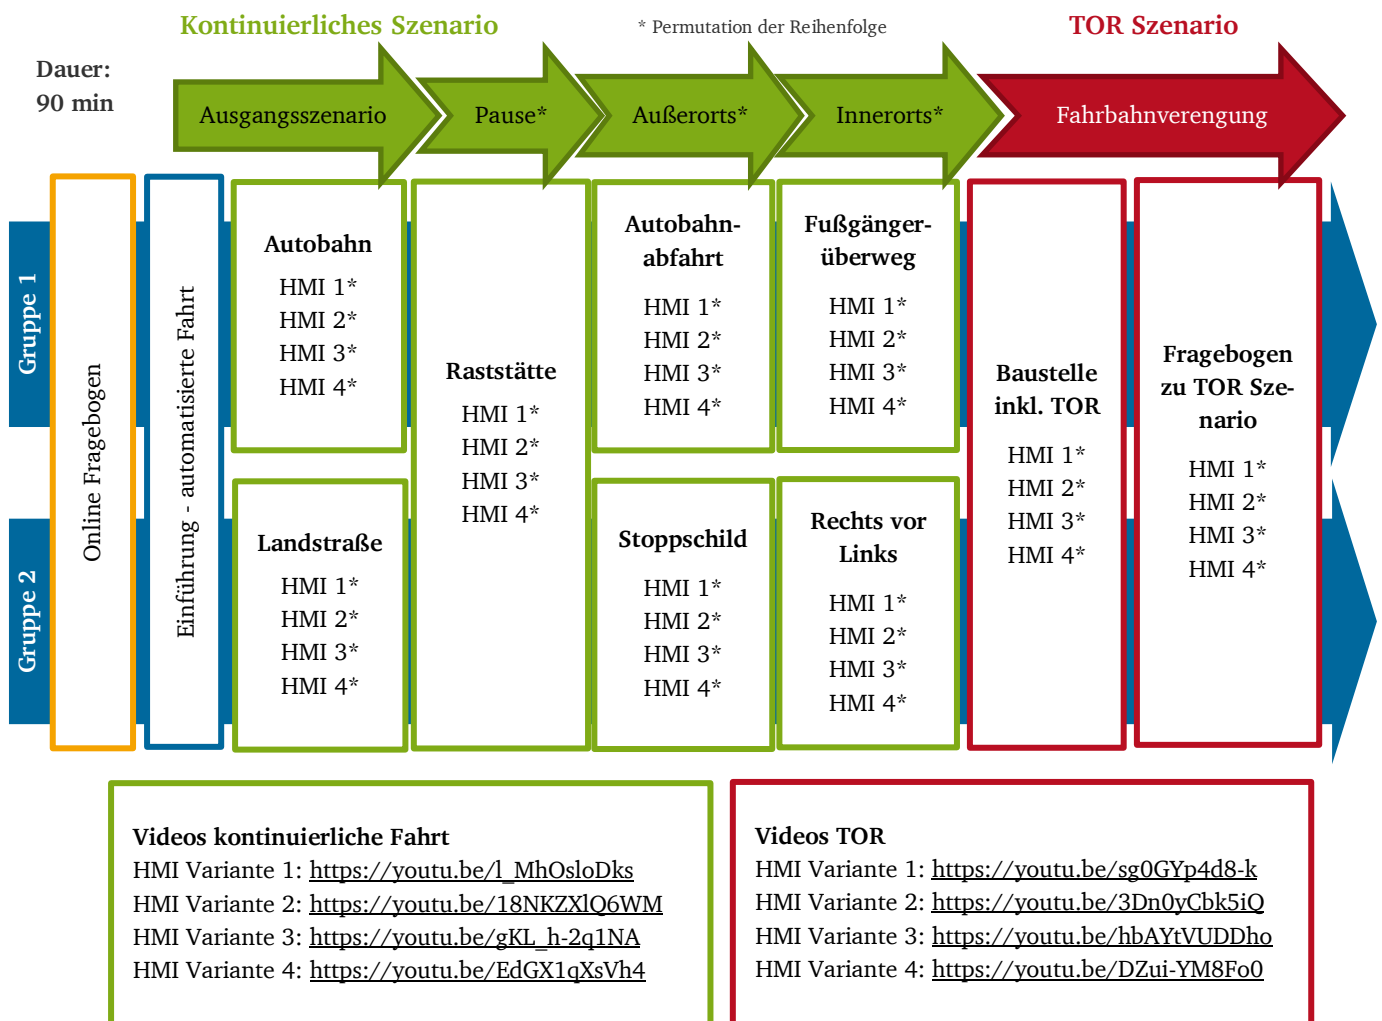 Kontinuierliches Szenario
* Permutation der Reihenfolge
TOR Szenario
Dauer:
90 min
Ausgangsszenario
Pause*
Außerorts*
Innerorts*
Fahrbahnverengung
Gruppe 1
Gruppe 2
Online Fragebogen
Einführung - automatisierte Fahrt
Autobahn
HMI 1*
HMI 2*
HMI 3*
HMI 4*
Landstraße
HMI 1*
HMI 2*
HMI 3*
HMI 4*
Raststätte
HMI 1*
HMI 2*
HMI 3*
HMI 4*
Autobahn-
abfahrt
HMI 1*
HMI 2*
HMI 3*
HMI 4*
Stoppschild
HMI 1*
HMI 2*
HMI 3*
HMI 4*
Fußgänger-
überweg
HMI 1*
HMI 2*
HMI 3*
HMI 4*
Rechts vor
Links
HMI 1*
HMI 2*
HMI 3*
HMI 4*
Baustelle
inkl. TOR
HMI 1*
HMI 2*
HMI 3*
HMI 4*
Fragebogen
zu TOR Sze-
nario
HMI 1*
HMI 2*
HMI 3*
HMI 4*
Videos kontinuierliche Fahrt
HMI Variante 1: https://youtu.be/l_MhOsloDks
HMI Variante 2: https://youtu.be/18NKZXlQ6WM
HMI Variante 3: https://youtu.be/gKL_h-2q1NA
HMI Variante 4: https://youtu.be/EdGX1qXsVh4
Videos TOR
HMI Variante 1: https://youtu.be/sg0GYp4d8-k
HMI Variante 2: https://youtu.be/3Dn0yCbk5iQ
HMI Variante 3: https://youtu.be/hbAYtVUDDho
HMI Variante 4: https://youtu.be/DZui-YM8Fo0